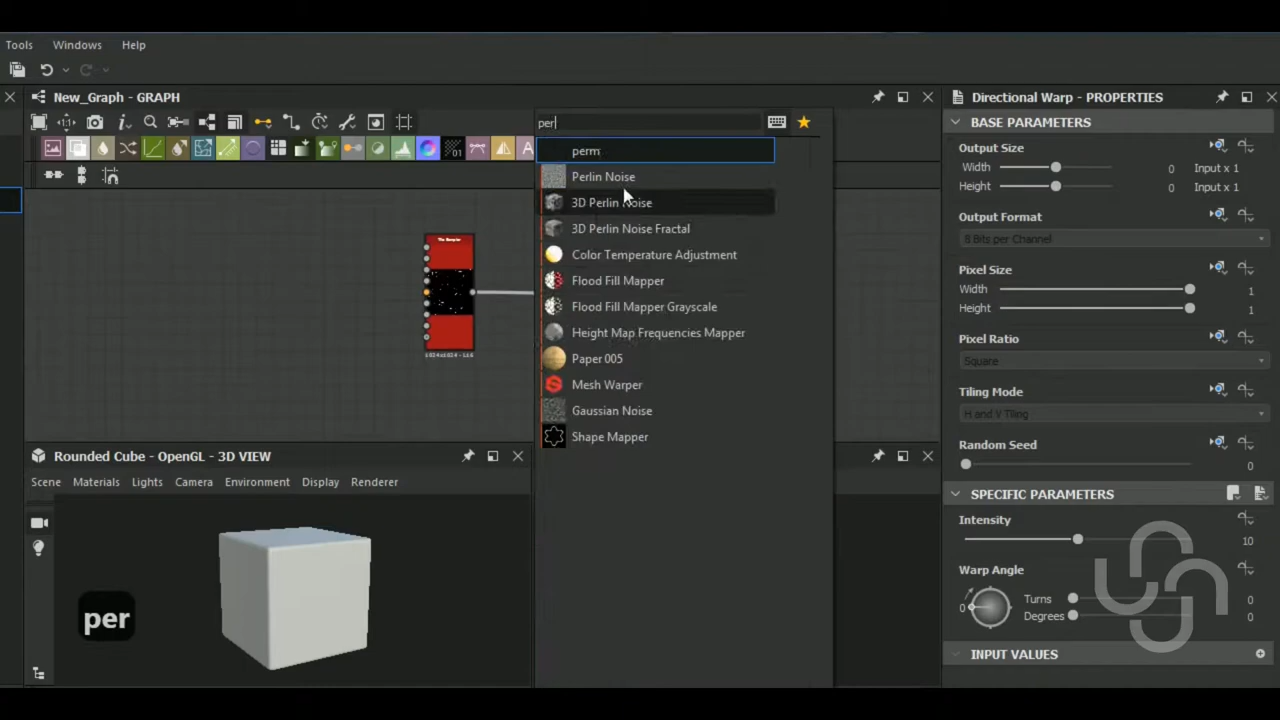 Tools Windows Help
New_Graph - GRAPH
per
Directional Warp - PROPERTIES
BASE PARAMETERS
01
A
perm
Perlin Noise
3D Perlin Noise
3D Perlin Noise Fractal
Color Temperature Adjustment
Flood Fill Mapper
Flood Fill Mapper Grayscale
Height Map Frequencies Mapper
Paper 005
Mesh Warper
Gaussian Noise
Shape Mapper
Output Size
Width 0 Input x 1
Height 0 Input x 1
Output Format
8 Bits per Channel
Pixel Size
Width 1
Height 1
Pixel Ratio
Square
Tiling Mode
H and V Tiling
Random Seed
0
SPECIFIC PARAMETERS
Intensity
10
Warp Angle
0 Turns 0
Degrees 0
INPUT VALUES
Tile Sampler
Rounded Cube - OpenGL - 3D VIEW
Scene Materials Lights Camera Environment Display Renderer
per